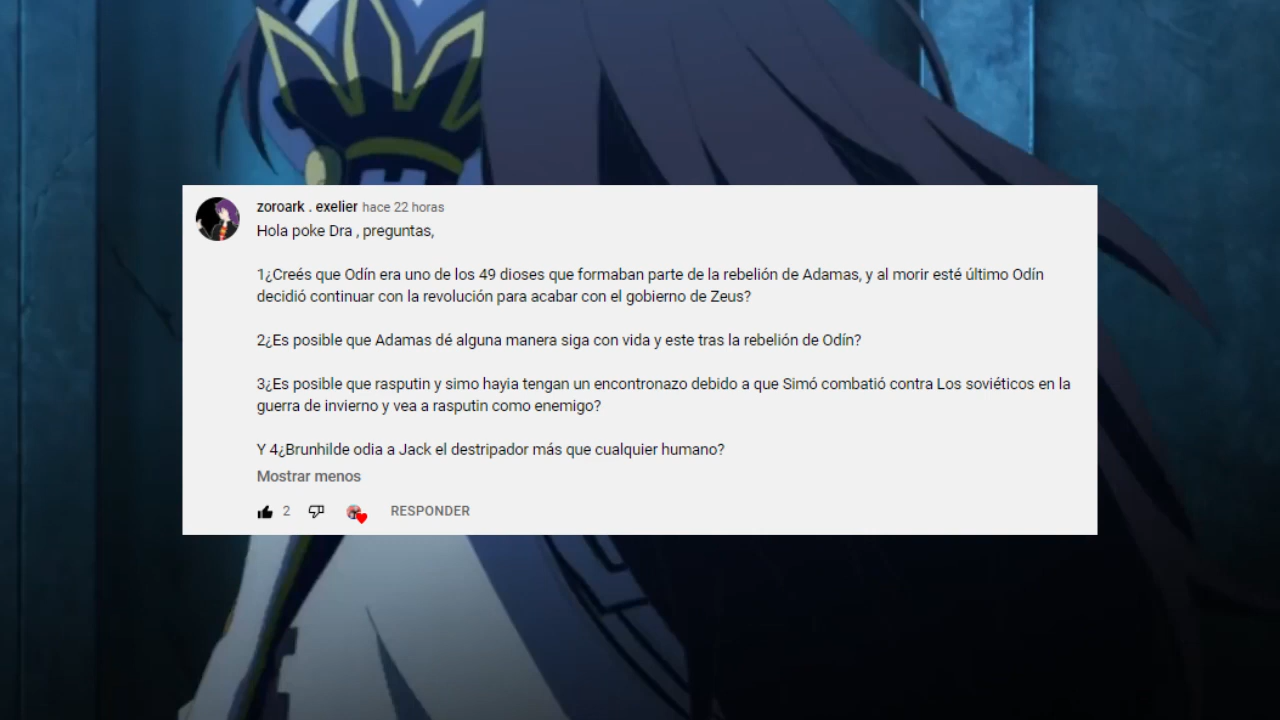 zoroark . exelier hace 22 horas
Hola poke Dra , preguntas,
1¿Creés que Odín era uno de los 49 dioses que formaban parte de la rebelión de Adamas, y al morir esté último Odín
decidió continuar con la revolución para acabar con el gobierno de Zeus?
2¿Es posible que Adamas dé alguna manera siga con vida y este tras la rebelión de Odín?
3¿Es posible que rasputin y simo hayia tengan un encontronazo debido a que Simó combatió contra Los soviéticos en la
guerra de invierno y vea a rasputin como enemigo?
Y 4¿Brunhilde odia a Jack el destripador más que cualquier humano?
Mostrar menos
2 RESPONDER